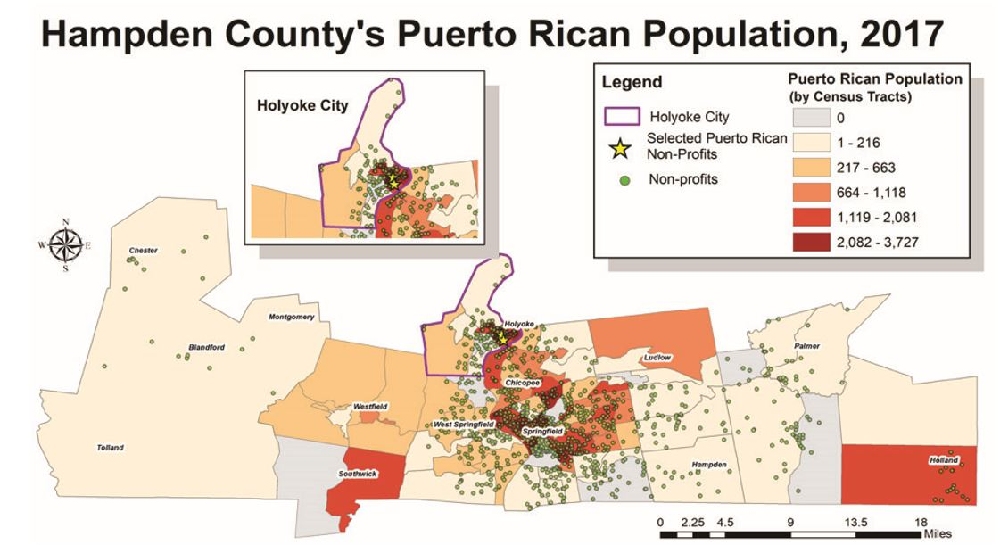 Hampden County's Puerto Rican Population, 2017
Holyoke City
Legend
Holyoke City
Selected Puerto Rican
Non-Profits
Non-profits
Puerto Rican Population
(by Census Tracts)
0
1 - 216
217 - 663
664 - 1,118
1,119 - 2,081
2,082 - 3,727
N
W
E
S
Chester
Montgomery
Blandford
Holyoke
Palmer
Ludlow
Chicopee
Westfield
West Springfield
Springfield
Tolland
Southwick
Hampden
Holland
0 2.25 4.5 9 13.5 18
Miles